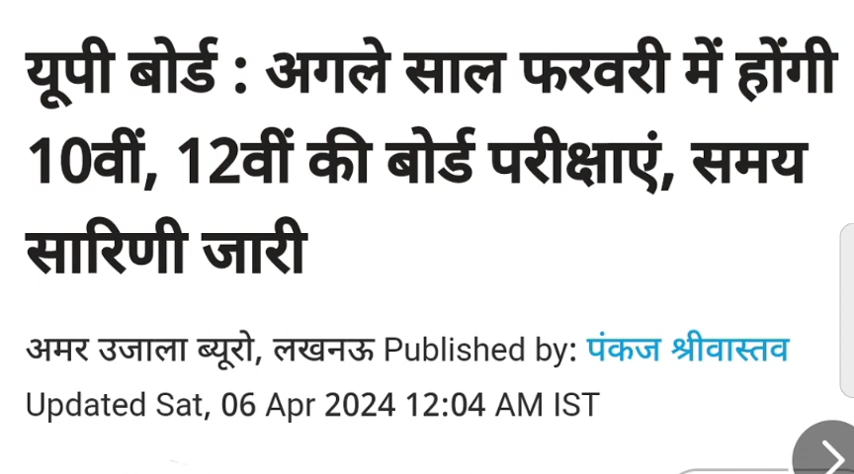 यूपी बोर्ड : अगले साल फरवरी में होंगी
10वीं, 12वीं की बोर्ड परीक्षाएं, समय
सारिणी जारी
अमर उजाला ब्यूरो, लखनऊ Published by: पंकज श्रीवास्तव
Updated Sat, 06 Apr 2024 12:04 AM IST